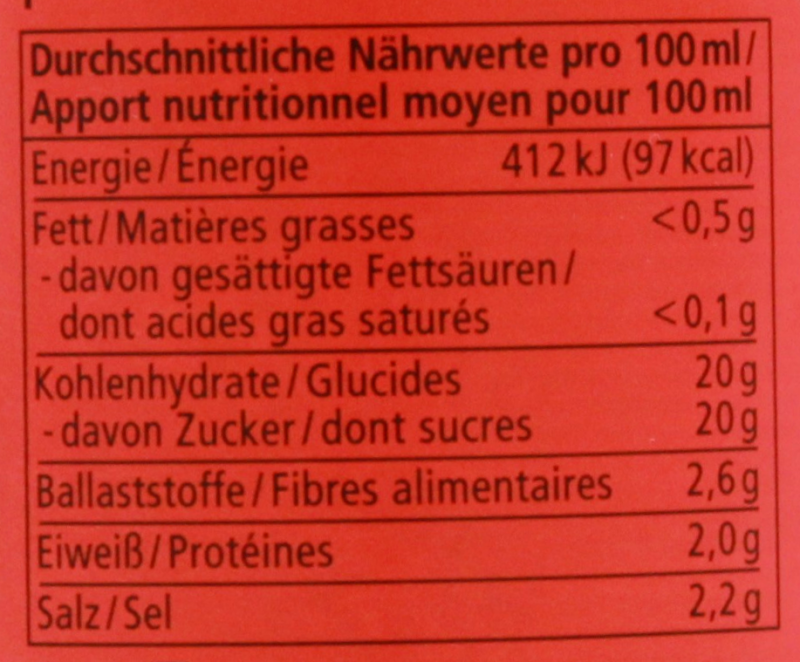 Durchschnittliche Nährwerte pro 100 ml/
Apport nutritionnel moyen pour 100 ml
Energie/Énergie 412 kJ (97 kcal)
Fett/Matières grasses <0,5 g
- davon gesättigte Fettsäuren/
dont acides gras saturés <0,1 g
Kohlenhydrate/Glucides 20 g
- davon Zucker/dont sucres 20 g
Ballaststoffe/Fibres alimentaires 2,6 g
Eiweiß/Protéines 2,0 g
Salz/Sel 2,2 g